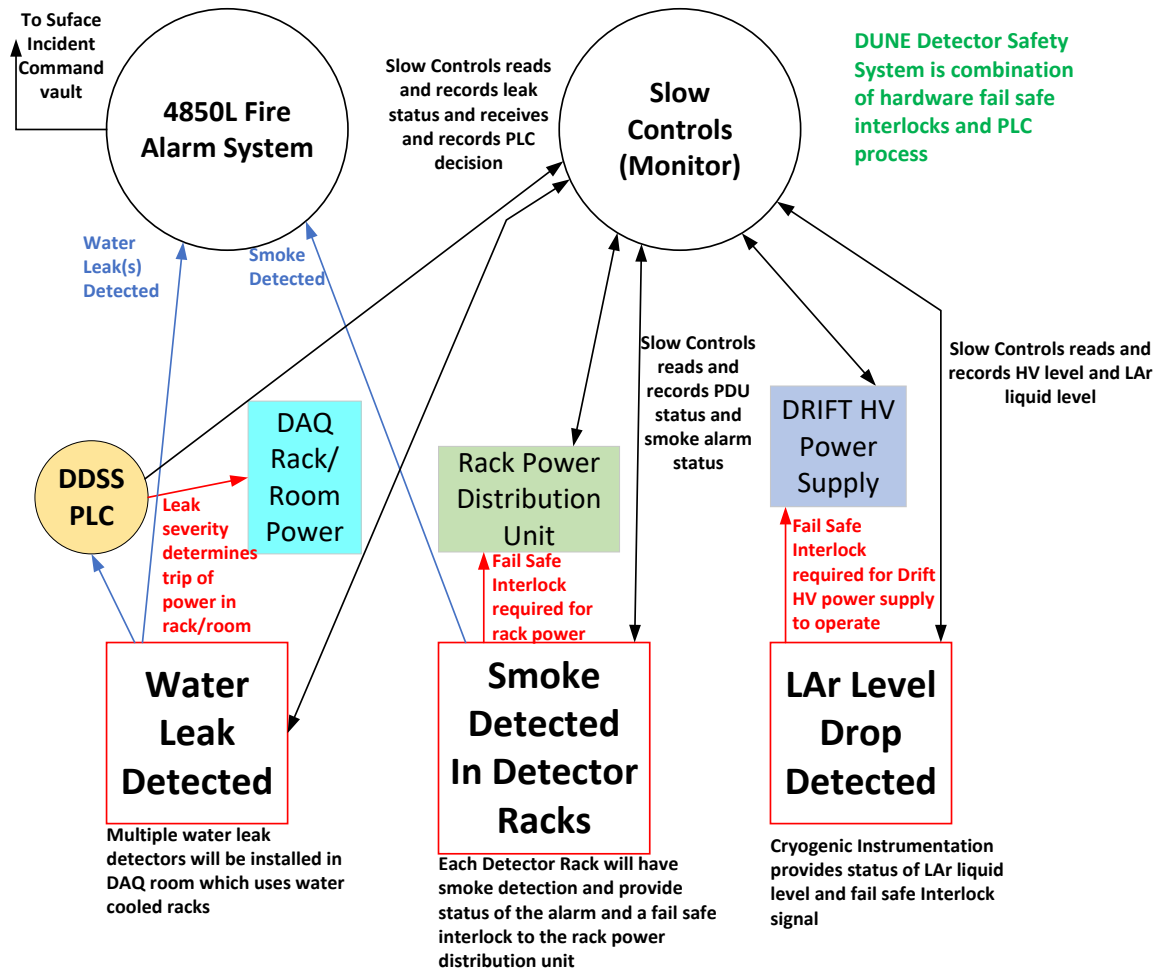 To Suface
Incident
Command
vault
4850L Fire
Alarm System
Slow Controls reads
and records leak
status and receives
and records PLC
decision
Slow
Controls
(Monitor)
DUNE Detector Safety
System is combination
of hardware fail safe
interlocks and PLC
process
Water
Leak(s)
Detected
Smoke
Detected
Slow Controls
reads and
records PDU
status and
smoke alarm
status
Slow Controls reads and
records HV level and LAr
liquid level
DDSS
PLC
DAQ
Rack/
Room
Power
Rack Power
Distribution
Unit
DRIFT HV
Power
Supply
Leak
severity
determines
trip of
power in
rack/room
Fail Safe
Interlock
required for
rack power
Fail Safe
Interlock
required for Drift
HV power supply
to operate
Water
Leak
Detected
Smoke
Detected
In Detector
Racks
LAr Level
Drop
Detected
Multiple water leak
detectors will be installed in
DAQ room which uses water
cooled racks
Each Detector Rack will have
smoke detection and provide
status of the alarm and a fail safe
interlock to the rack power
distribution unit
Cryogenic Instrumentation
provides status of LAr liquid
level and fail safe Interlock
signal